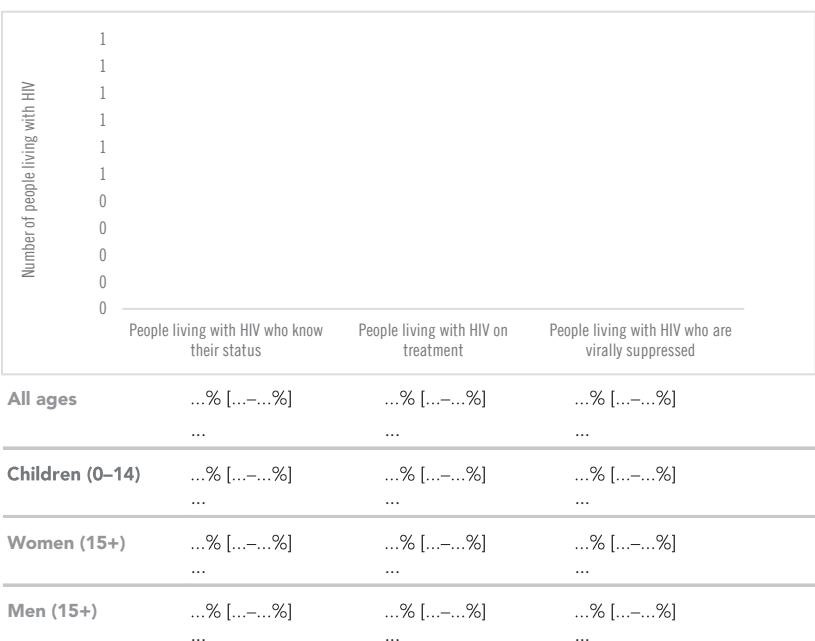 Number of people living with HIV
1
1
1
1
1
1
0
0
0
0
0
People living with HIV who know their status
People living with HIV on treatment
People living with HIV who are virally suppressed
All ages ...% [...–...%] ...% [...–...%] ...% [...–...%]
... ... ...
Children (0–14) ...% [...–...%] ...% [...–...%] ...% [...–...%]
... ... ...
Women (15+) ...% [...–...%] ...% [...–...%] ...% [...–...%]
... ... ...
Men (15+) ...% [...–...%] ...% [...–...%] ...% [...–...%]
... ... ...